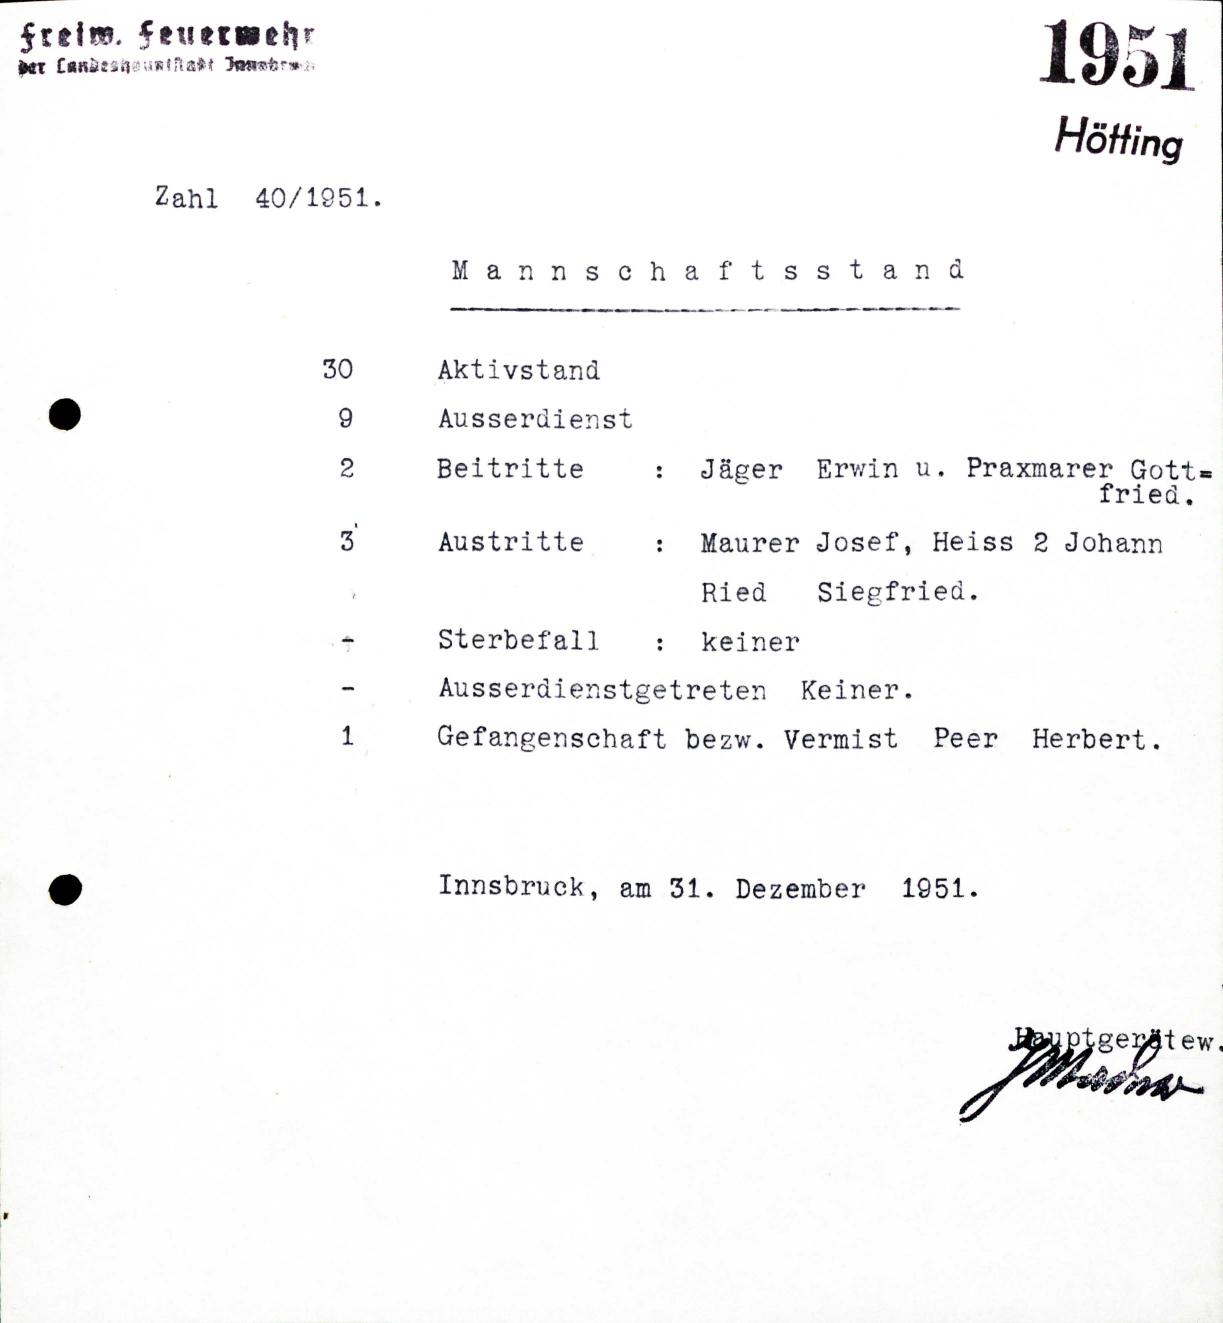 Freiw. Feuerwehr
der Landeshauptstadt Innsbruck
1951
Hötting
Zahl 40/1951.
Mannschaftsstand
30 Aktivstand
9 Ausserdienst
2 Beitritte : Jäger Erwin u. Praxmarer Gott=
fried.
3 Austritte : Maurer Josef, Heiss 2 Johann
Ried Siegfried.
- Sterbefall : keiner
- Ausserdienstgetreten Keiner.
1 Gefangenschaft bezw. Vermist Peer Herbert.
Innsbruck, am 31. Dezember 1951.
Hauptgerätew.